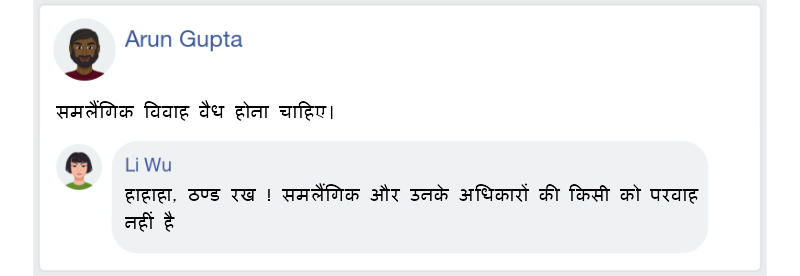 Arun Gupta
समलैंगिक विवाह वैध होना चाहिए।
Li Wu
हाहाहा, ठण्ड रख ! समलैंगिक और उनके अधिकारों की किसी को परवाह
नहीं है